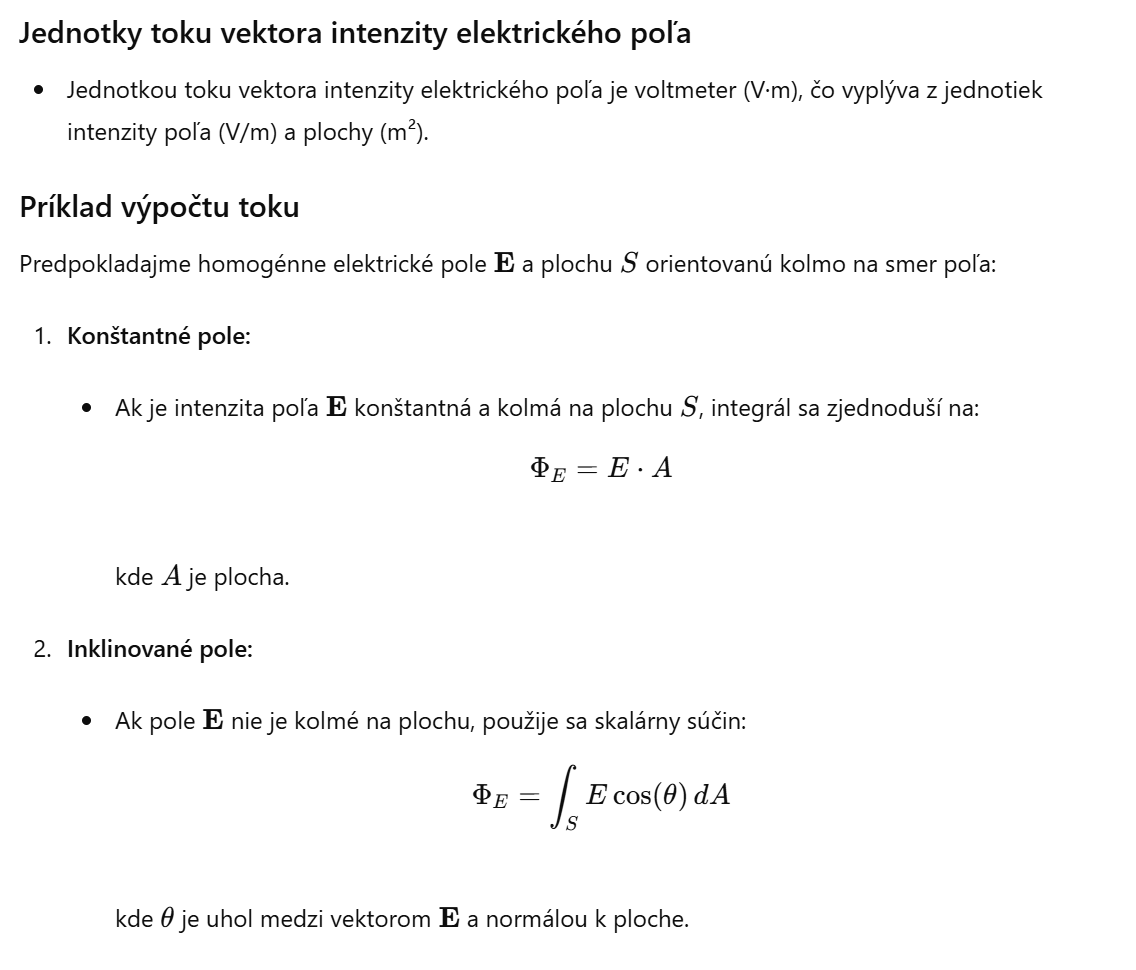 Jednotky toku vektora intenzity elektrického poľa
• Jednotkou toku vektora intenzity elektrického poľa je voltmeter (V·m), čo vyplýva z jednotiek
intenzity poľa (V/m) a plochy (m²).
Príklad výpočtu toku
Predpokladajme homogénne elektrické pole E a plochu S orientovanú kolmo na smer poľa:
1. Konštantné pole:
• Ak je intenzita poľa E konštantná a kolmá na plochu S, integrál sa zjednoduší na:
Φ_E = E · A
kde A je plocha.
2. Inklinované pole:
• Ak pole E nie je kolmé na plochu, použije sa skalárny súčin:
Φ_E = ∫_S E cos(θ) dA
kde θ je uhol medzi vektorom E a normálou k ploche.